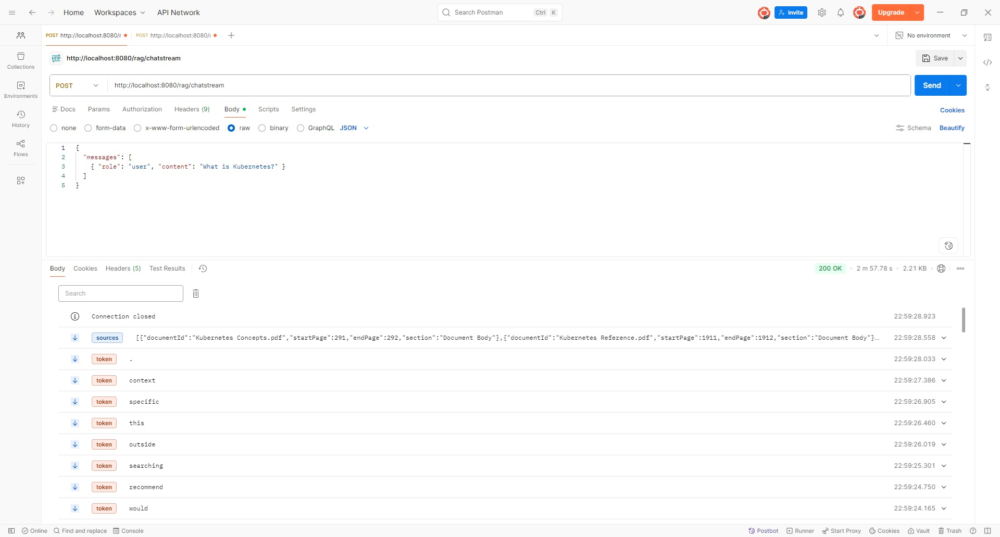 Home Workspaces API Network Search Postman Ctrl K Invite Upgrade
POST http://localhost:8080/r POST http://localhost:8080/r No environment
HTTP http://localhost:8080/rag/chatstream Save
Collections
POST http://localhost:8080/rag/chatstream Send
Environments
Docs Params Authorization Headers (9) Body Scripts Settings Cookies
History
none form-data x-www-form-urlencoded raw binary GraphQL JSON Schema Beautify
Flows
1 {
2 "messages": [
3 { "role": "user", "content": "What is Kubernetes?" }
4 ]
5 }
Body Cookies Headers (5) Test Results 200 OK 2 m 57.78 s 2.21 KB
Search
Connection closed 22:59:28.923
sources [{"documentId":"Kubernetes Concepts.pdf","startPage":291,"endPage":292,"section":"Document Body"},{"documentId":"Kubernetes Reference.pdf","startPage":1911,"endPage":1912,"section":"Document Body"}... 22:59:28.558
token . 22:59:28.033
token context 22:59:27.386
token specific 22:59:26.905
token this 22:59:26.460
token outside 22:59:26.019
token searching 22:59:25.301
token recommend 22:59:24.750
token would 22:59:24.165
Online Find and replace Console Postbot Runner Start Proxy Cookies Vault Trash